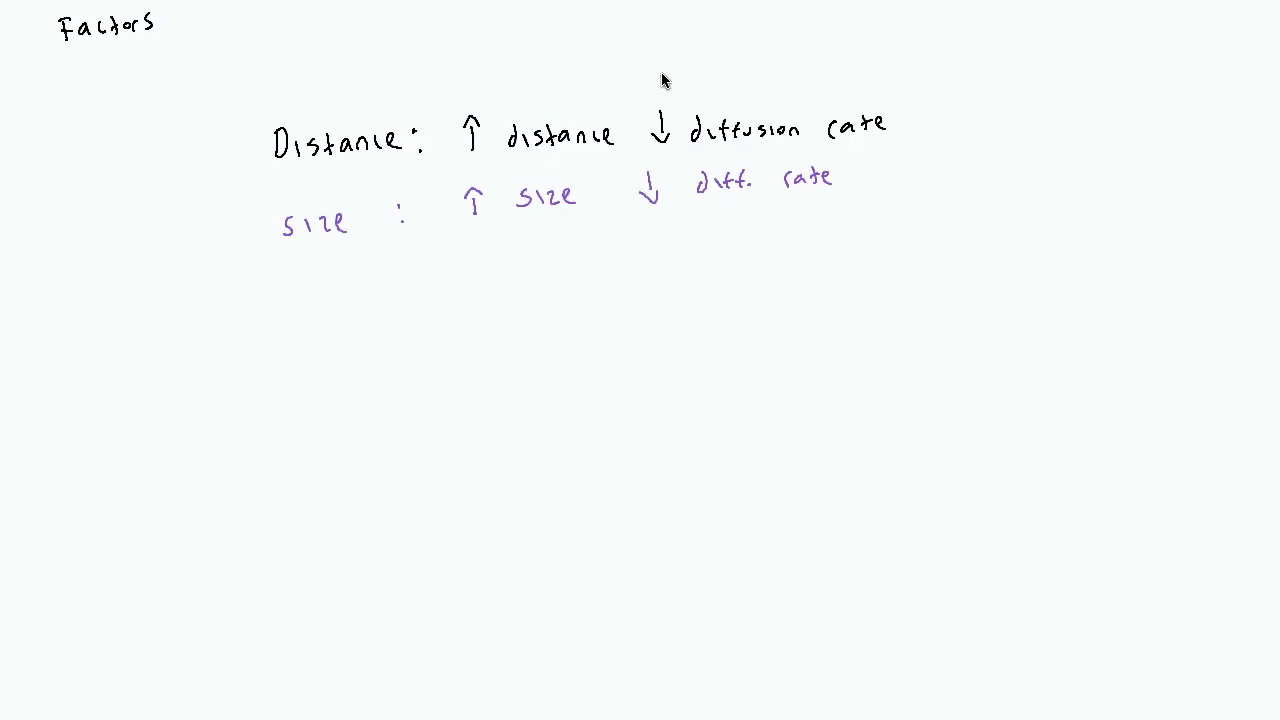 Factors
Distance: ↑ distance ↓ diffusion rate
size : ↑ size ↓ diff. rate